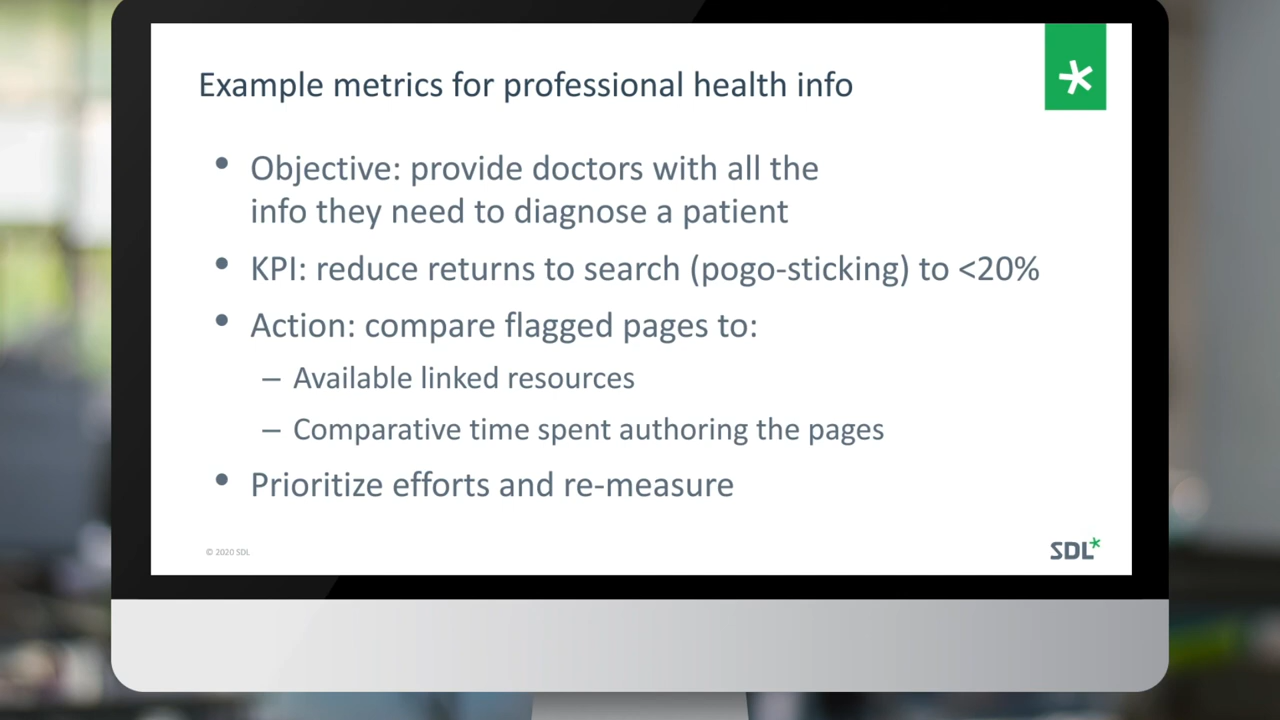 Example metrics for professional health info
• Objective: provide doctors with all the
info they need to diagnose a patient
• KPI: reduce returns to search (pogo-sticking) to <20%
• Action: compare flagged pages to:
– Available linked resources
– Comparative time spent authoring the pages
• Prioritize efforts and re-measure
© 2020 SDL
SDL*